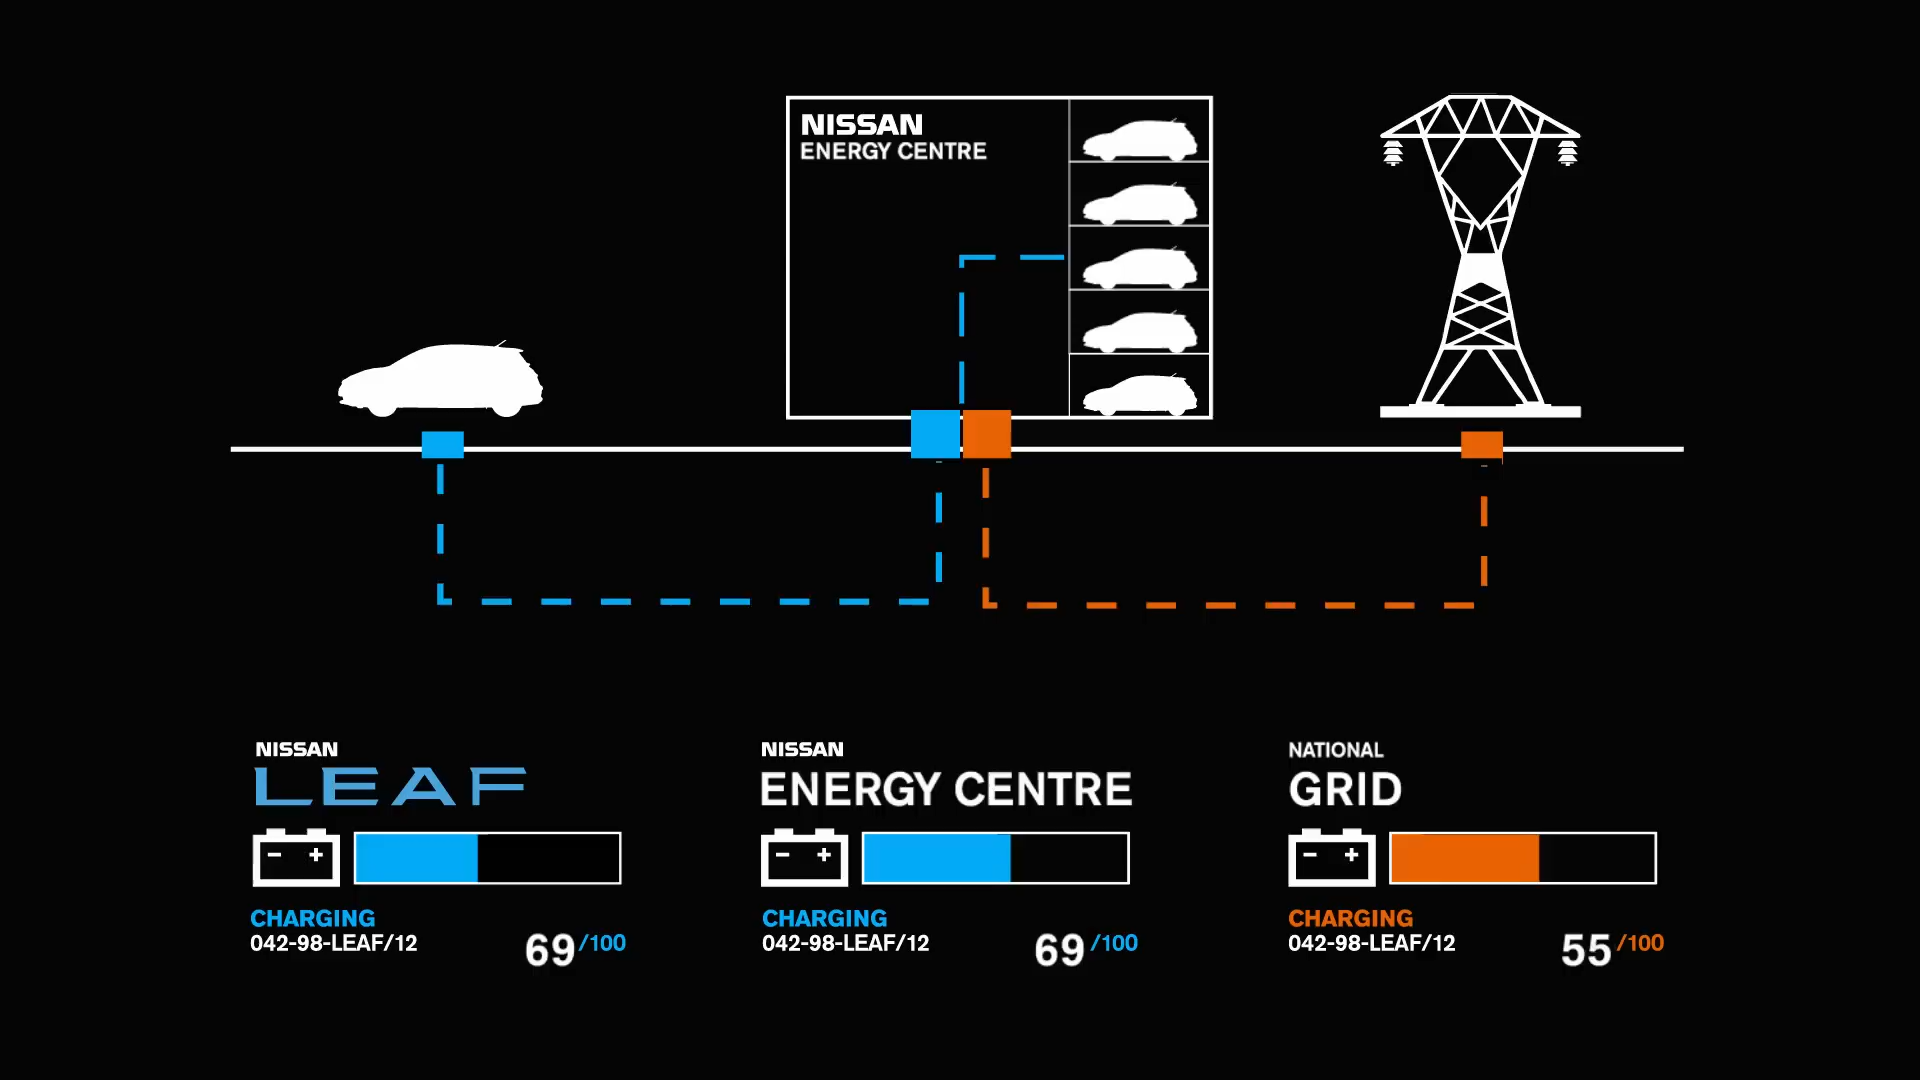 NISSAN
ENERGY CENTRE
NISSAN
LEAF
- +
CHARGING
042-98-LEAF/12
69/100
NISSAN
ENERGY CENTRE
- +
CHARGING
042-98-LEAF/12
69/100
NATIONAL
GRID
- +
CHARGING
042-98-LEAF/12
55/100